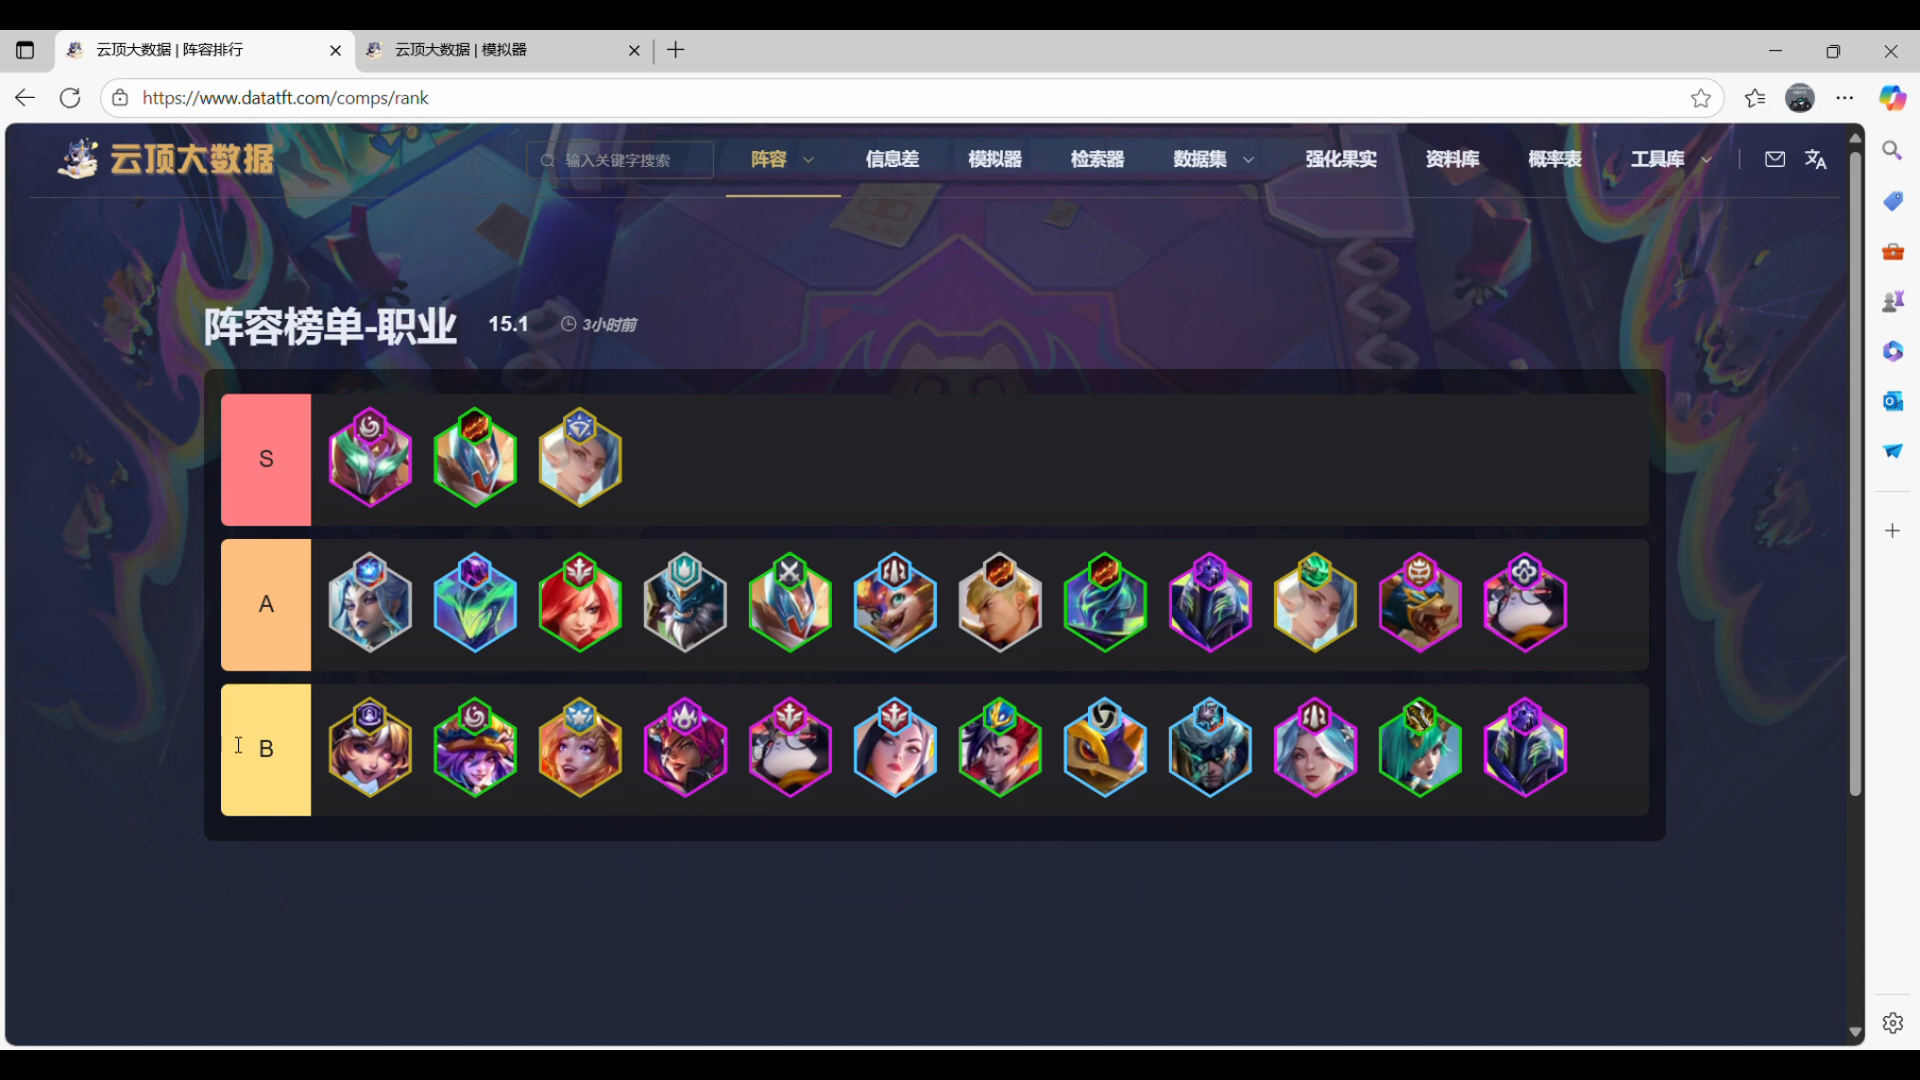 云顶大数据 | 阵容排行
云顶大数据 | 模拟器
https://www.datatft.com/comps/rank
云顶大数据
输入关键字搜索
阵容
信息差
模拟器
检索器
数据集
强化果实
资料库
概率表
工具库
阵容榜单-职业
15.1
3小时前
S
A
B